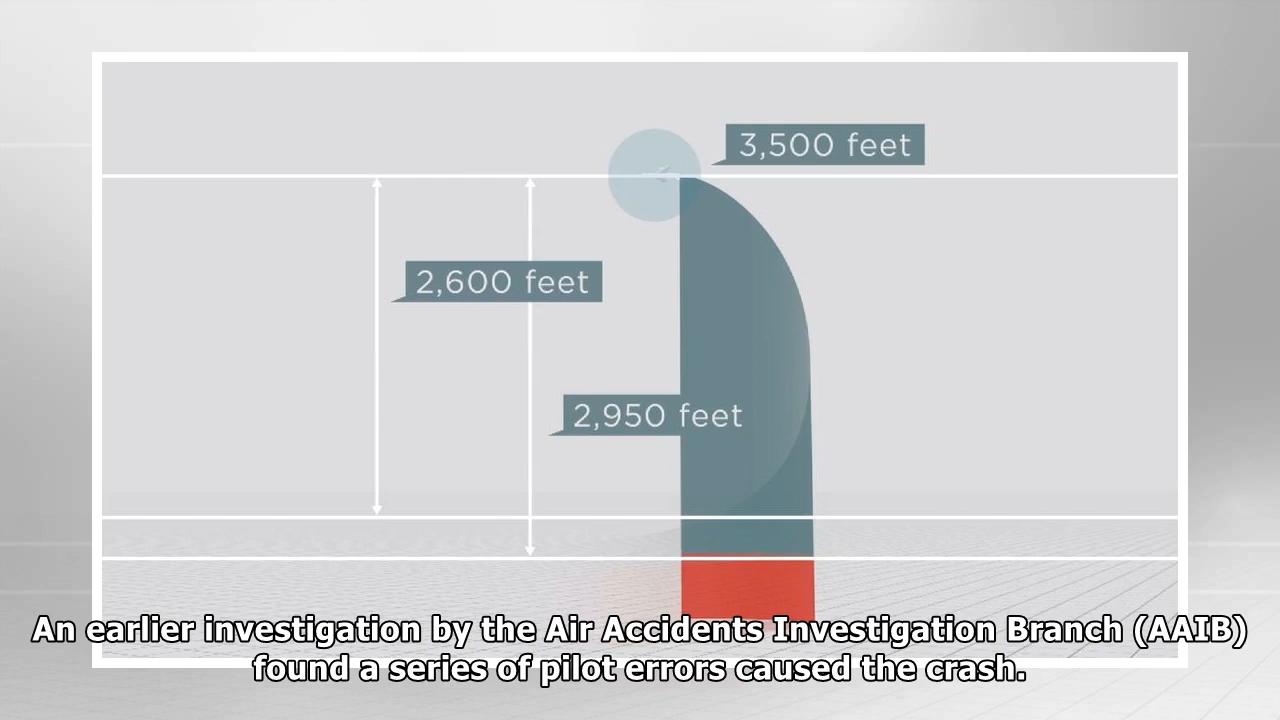 3,500 feet
2,600 feet
2,950 feet
An earlier investigation by the Air Accidents Investigation Branch (AAIB)
found a series of pilot errors caused the crash.